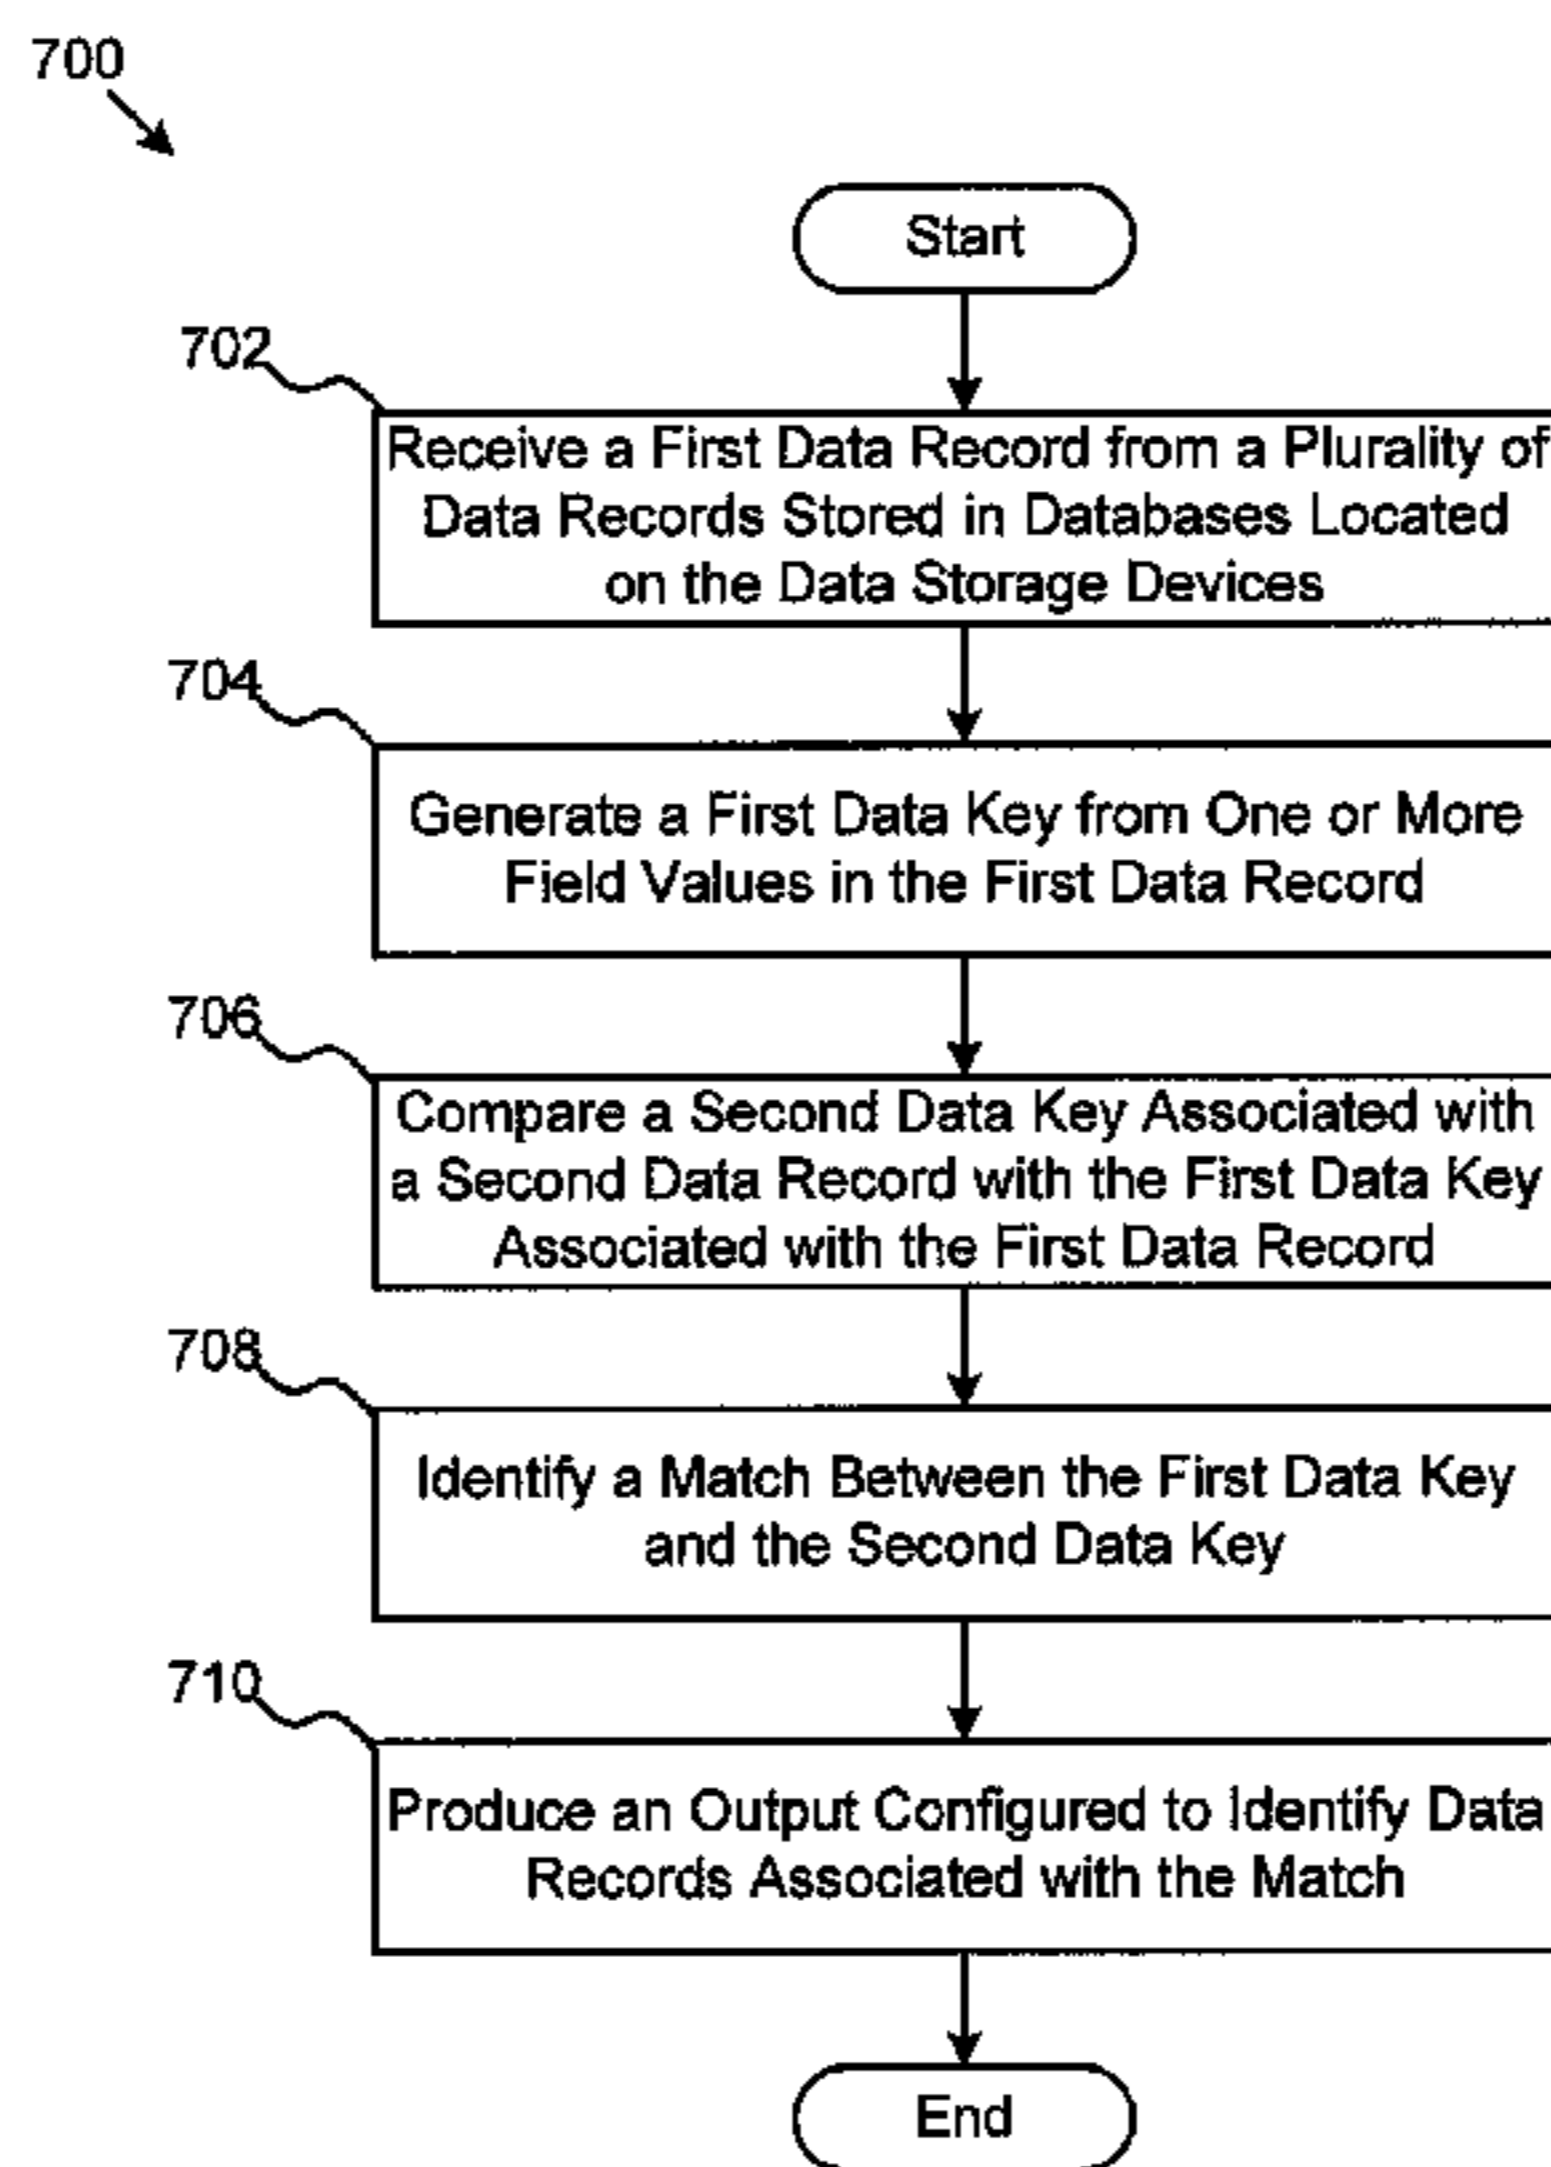 700
Start
702
Receive a First Data Record from a Plurality of
Data Records Stored in Databases Located
on the Data Storage Devices
704
Generate a First Data Key from One or More
Field Values in the First Data Record
706
Compare a Second Data Key Associated with
a Second Data Record with the First Data Key
Associated with the First Data Record
708
Identify a Match Between the First Data Key
and the Second Data Key
710
Produce an Output Configured to Identify Data
Records Associated with the Match
End